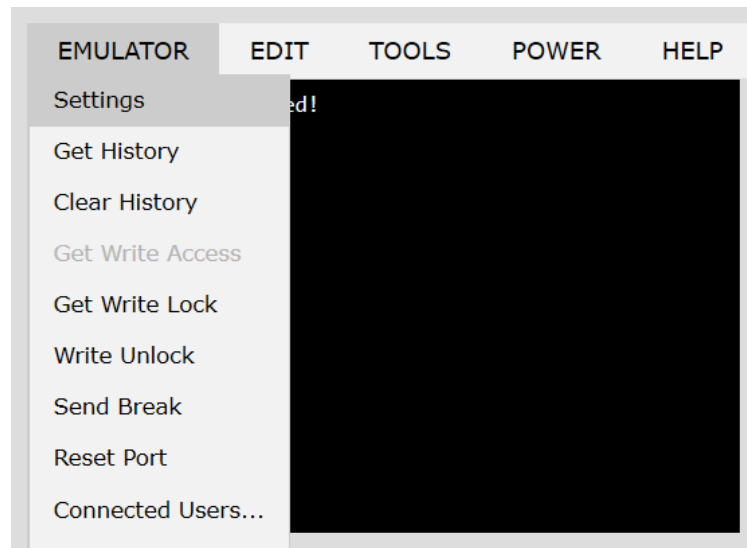 EMULATOR EDIT TOOLS POWER HELP
Settings
ed!
Get History
Clear History
Get Write Access
Get Write Lock
Write Unlock
Send Break
Reset Port
Connected Users...